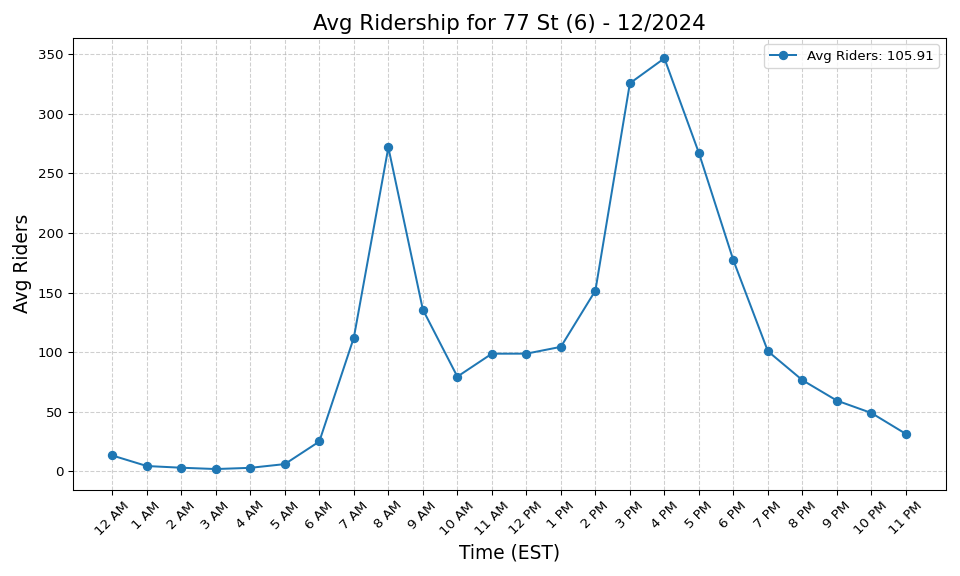 Avg Ridership for 77 St (6) - 12/2024
Avg Riders: 105.91
Avg Riders
350
300
250
200
150
100
50
0
12 AM
1 AM
2 AM
3 AM
4 AM
5 AM
6 AM
7 AM
8 AM
9 AM
10 AM
11 AM
12 PM
1 PM
2 PM
3 PM
4 PM
5 PM
6 PM
7 PM
8 PM
9 PM
10 PM
11 PM
Time (EST)